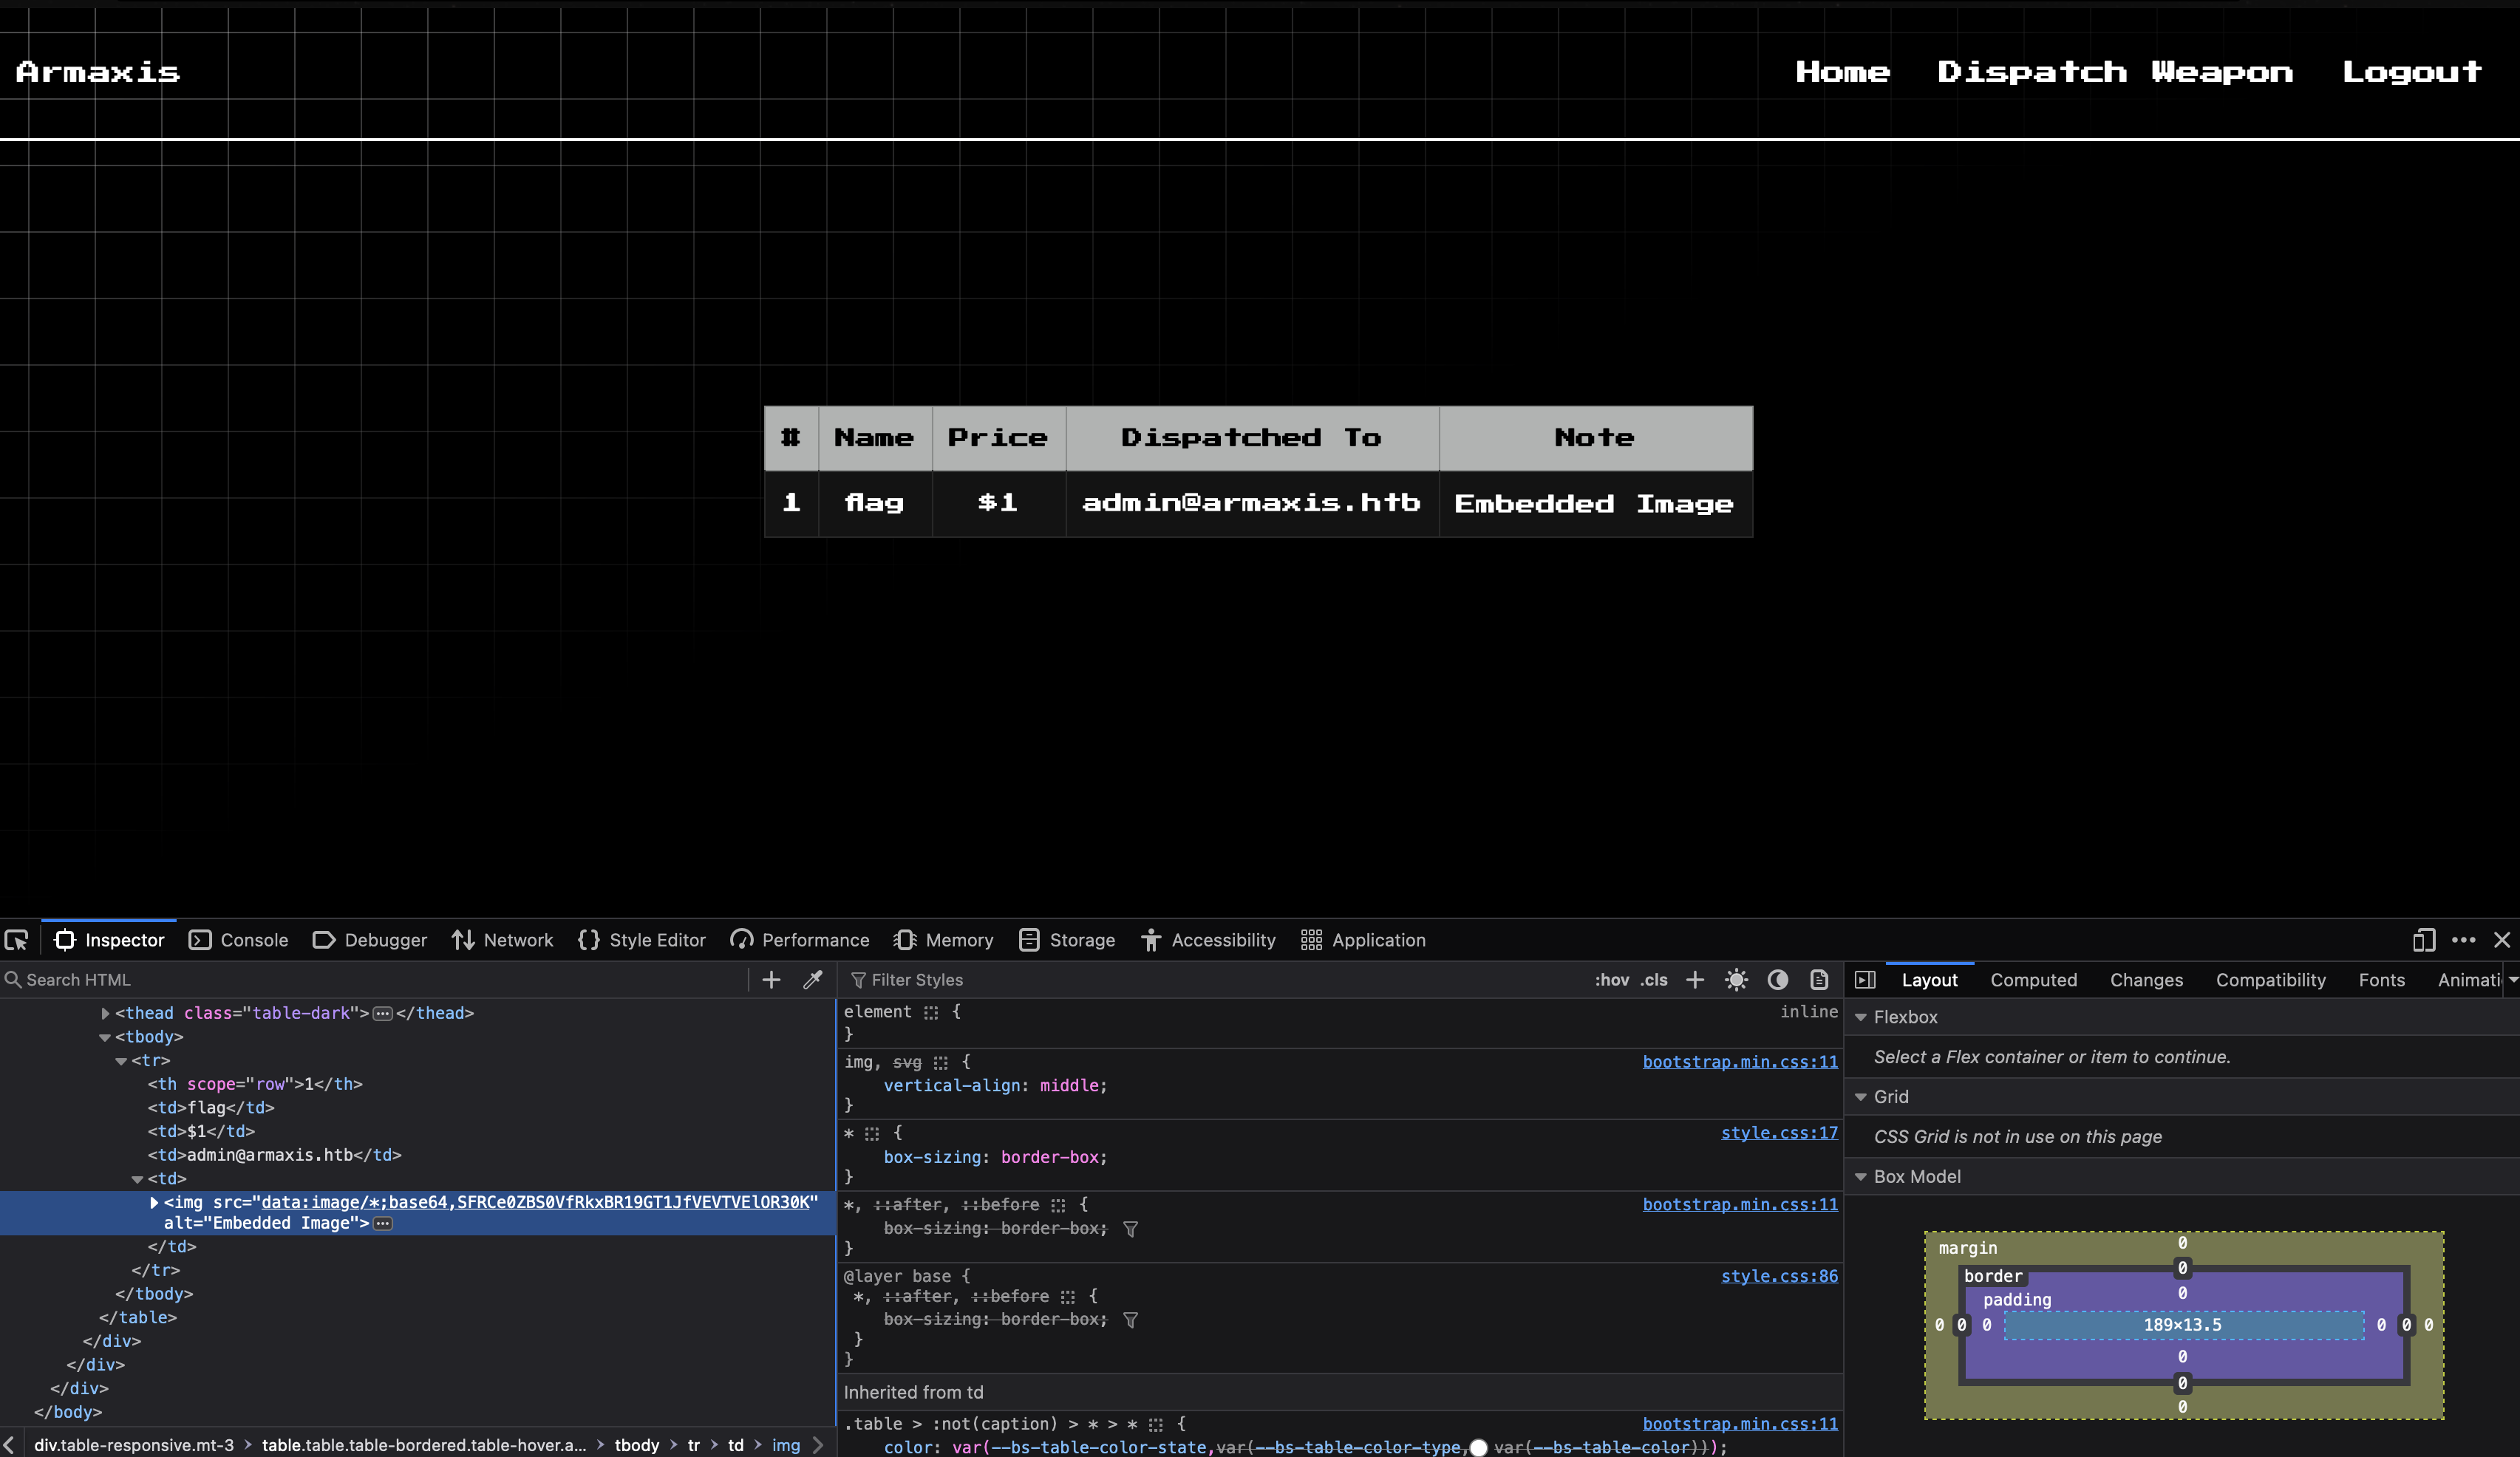 Armaxis Home Dispatch Weapon Logout
# Name Price Dispatched To Note
1 flag $1 admin@armaxis.htb Embedded Image
Inspector Console Debugger Network Style Editor Performance Memory Storage Accessibility Application
Search HTML
<thead class="table-dark"></thead>
<tbody>
<tr>
<th scope="row">1</th>
<td>flag</td>
<td>$1</td>
<td>admin@armaxis.htb</td>
<td>
<img src="data:image/*;base64,SFRCe0ZBS0VfRkxBR19GT1JfVEVTVElOR30K"
alt="Embedded Image">
</td>
</tr>
</tbody>
</table>
</div>
</div>
</div>
</body>
div.table-responsive.mt-3 > table.table.table-bordered.table-hover.a... > tbody > tr > td > img
Filter Styles :hov .cls
element { inline
}
img, svg { bootstrap.min.css:11
vertical-align: middle;
}
* { style.css:17
box-sizing: border-box;
}
*, ::after, ::before { bootstrap.min.css:11
box-sizing: border-box;
}
@layer base { style.css:86
*, ::after, ::before {
box-sizing: border-box;
}
}
Inherited from td
.table > :not(caption) > * > * { bootstrap.min.css:11
color: var(--bs-table-color-state,var(--bs-table-color-type, var(--bs-table-color)));
Layout Computed Changes Compatibility Fonts Animati
Flexbox
Select a Flex container or item to continue.
Grid
CSS Grid is not in use on this page
Box Model
margin 0
border 0
padding 0
0 0 0 189×13.5 0 0 0
0
0
0